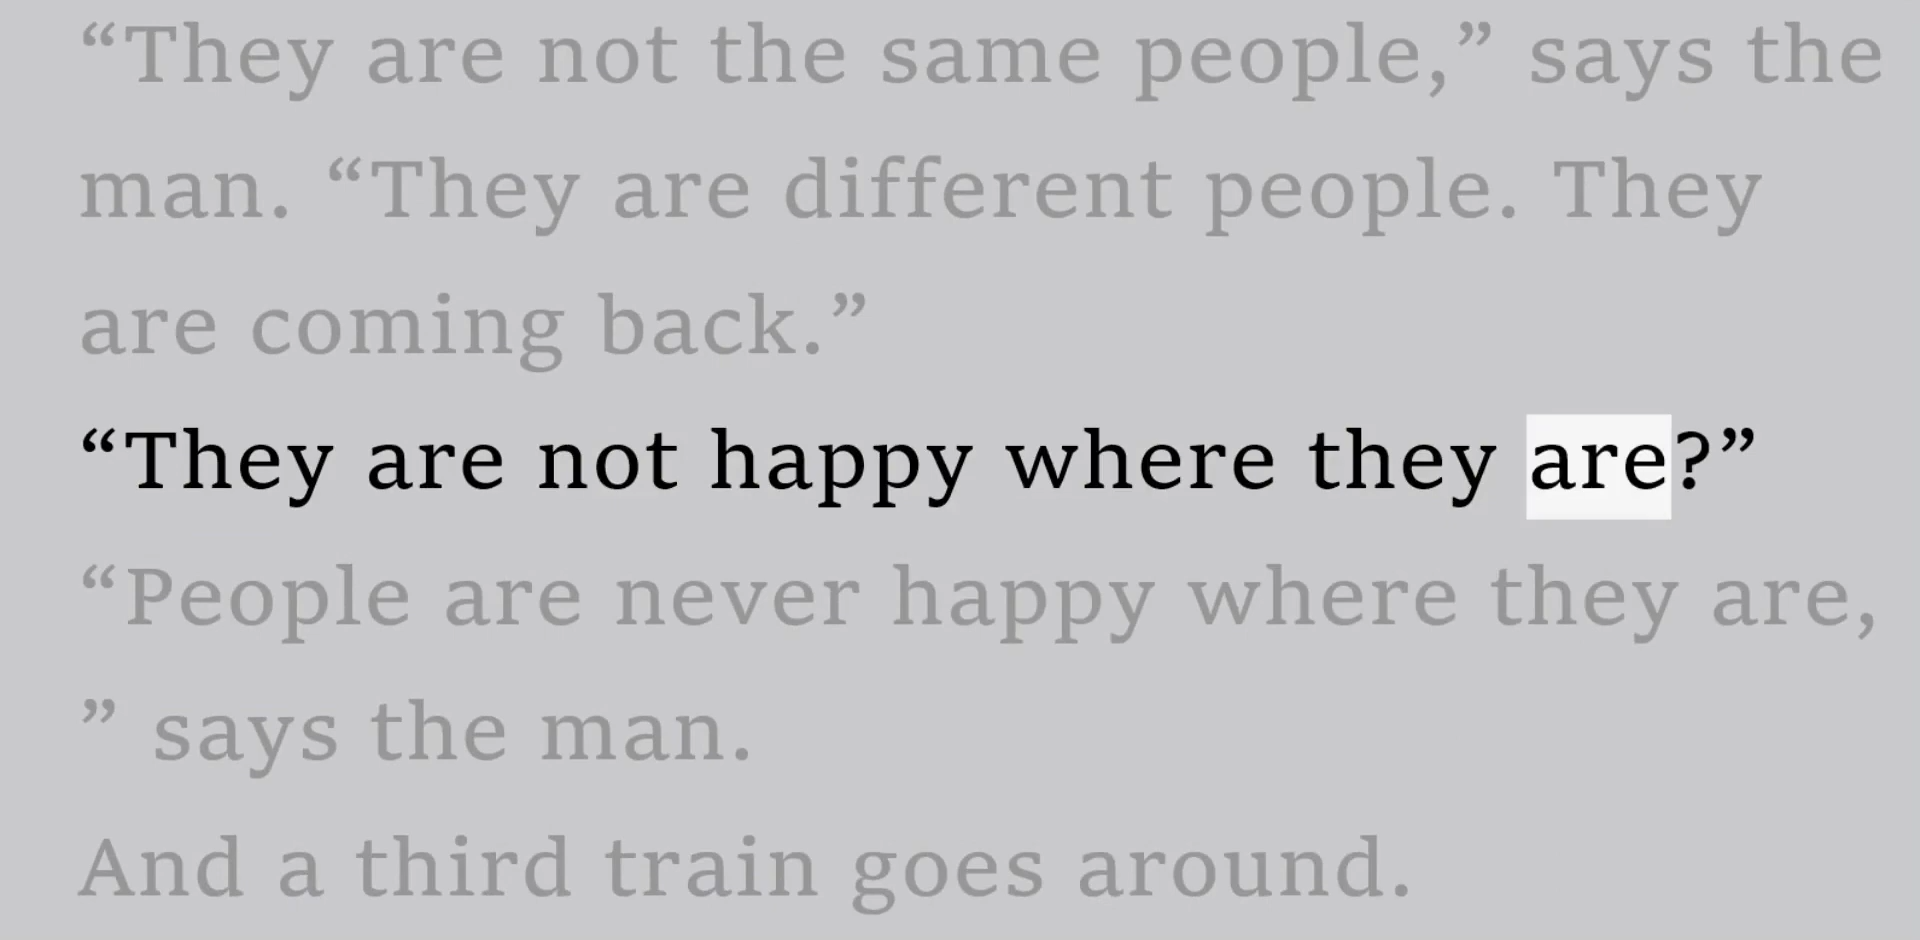 “They are not the same people,” says the
man. “They are different people. They
are coming back.”
“They are not happy where they are?”
“People are never happy where they are,
” says the man.
And a third train goes around.